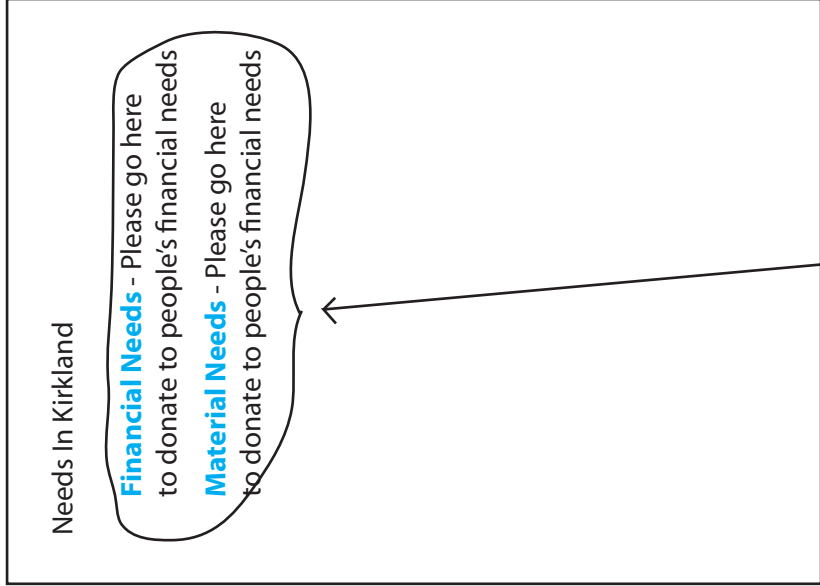 Needs In Kirkland
Financial Needs - Please go here
to donate to people's financial needs
Material Needs - Please go here
to donate to people's financial needs